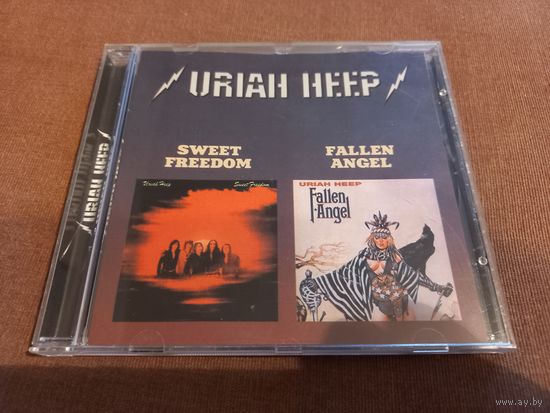 URIAH HEEP
SWEET
FREEDOM
FALLEN
ANGEL
Uriah Heep
Sweet Freedom
URIAH HEEP
Fallen
Angel
URIAH HEEP
www.ay.by